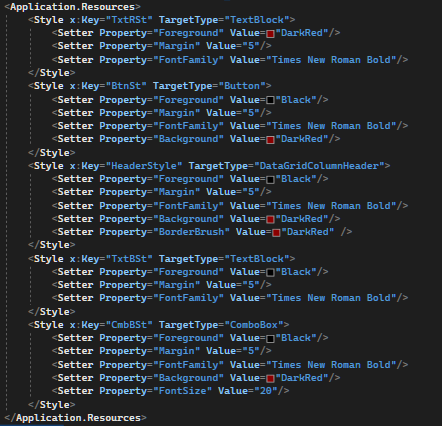 <Application.Resources>
<Style x:Key="TxtRSt" TargetType="TextBlock">
<Setter Property="Foreground" Value="DarkRed"/>
<Setter Property="Margin" Value="5"/>
<Setter Property="FontFamily" Value="Times New Roman Bold"/>
</Style>
<Style x:Key="BtnSt" TargetType="Button">
<Setter Property="Foreground" Value="Black"/>
<Setter Property="Margin" Value="5"/>
<Setter Property="FontFamily" Value="Times New Roman Bold"/>
<Setter Property="Background" Value="DarkRed"/>
</Style>
<Style x:Key="HeaderStyle" TargetType="DataGridColumnHeader">
<Setter Property="Foreground" Value="Black"/>
<Setter Property="Margin" Value="5"/>
<Setter Property="FontFamily" Value="Times New Roman Bold"/>
<Setter Property="Background" Value="DarkRed"/>
<Setter Property="BorderBrush" Value="DarkRed" />
</Style>
<Style x:Key="TxtBSt" TargetType="TextBlock">
<Setter Property="Foreground" Value="Black"/>
<Setter Property="Margin" Value="5"/>
<Setter Property="FontFamily" Value="Times New Roman Bold"/>
</Style>
<Style x:Key="CmbBSt" TargetType="ComboBox">
<Setter Property="Foreground" Value="Black"/>
<Setter Property="Margin" Value="5"/>
<Setter Property="FontFamily" Value="Times New Roman Bold"/>
<Setter Property="Background" Value="DarkRed"/>
<Setter Property="FontSize" Value="20"/>
</Style>
</Application.Resources>